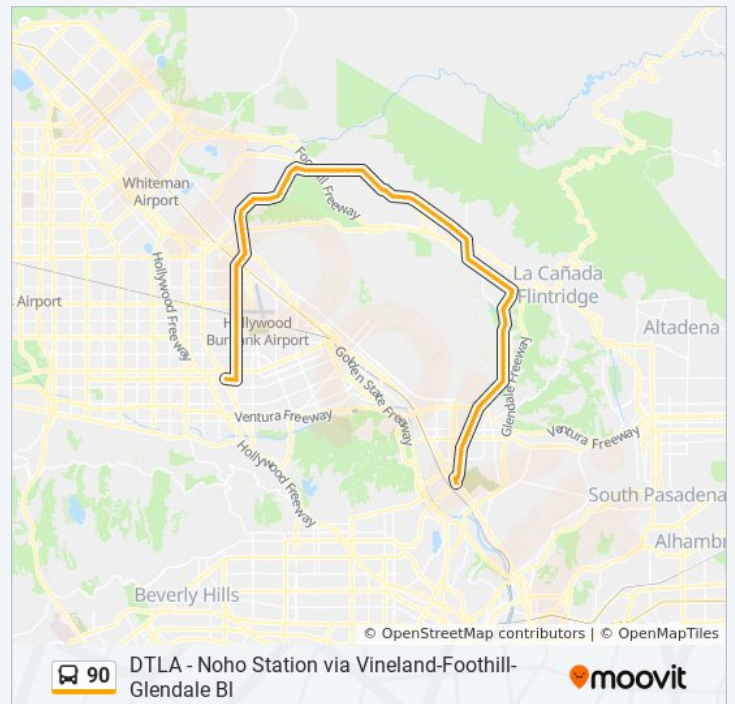 Foothill Freeway
Whiteman
Airport
Hollywood Freeway
La Cañada
Flintridge
Airport
Hollywood
Burbank Airport
Altadena
Golden State Freeway
Glendale Freeway
Ventura Freeway
Ventura Freeway
Hollywood Freeway
South Pasadena
Alhambr
Beverly Hills
© OpenStreetMap contributors | © OpenMapTiles
90
DTLA - Noho Station via Vineland-Foothill-
Glendale Bl
moovit